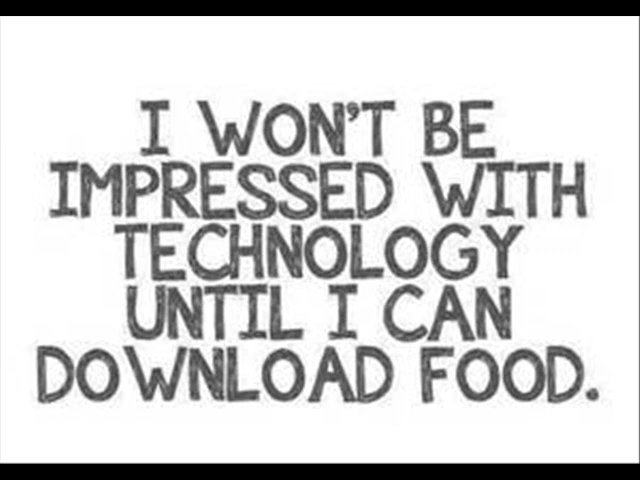 I WON'T BE
IMPRESSED WITH
TECHNOLOGY
UNTIL I CAN
DOWNLOAD FOOD.